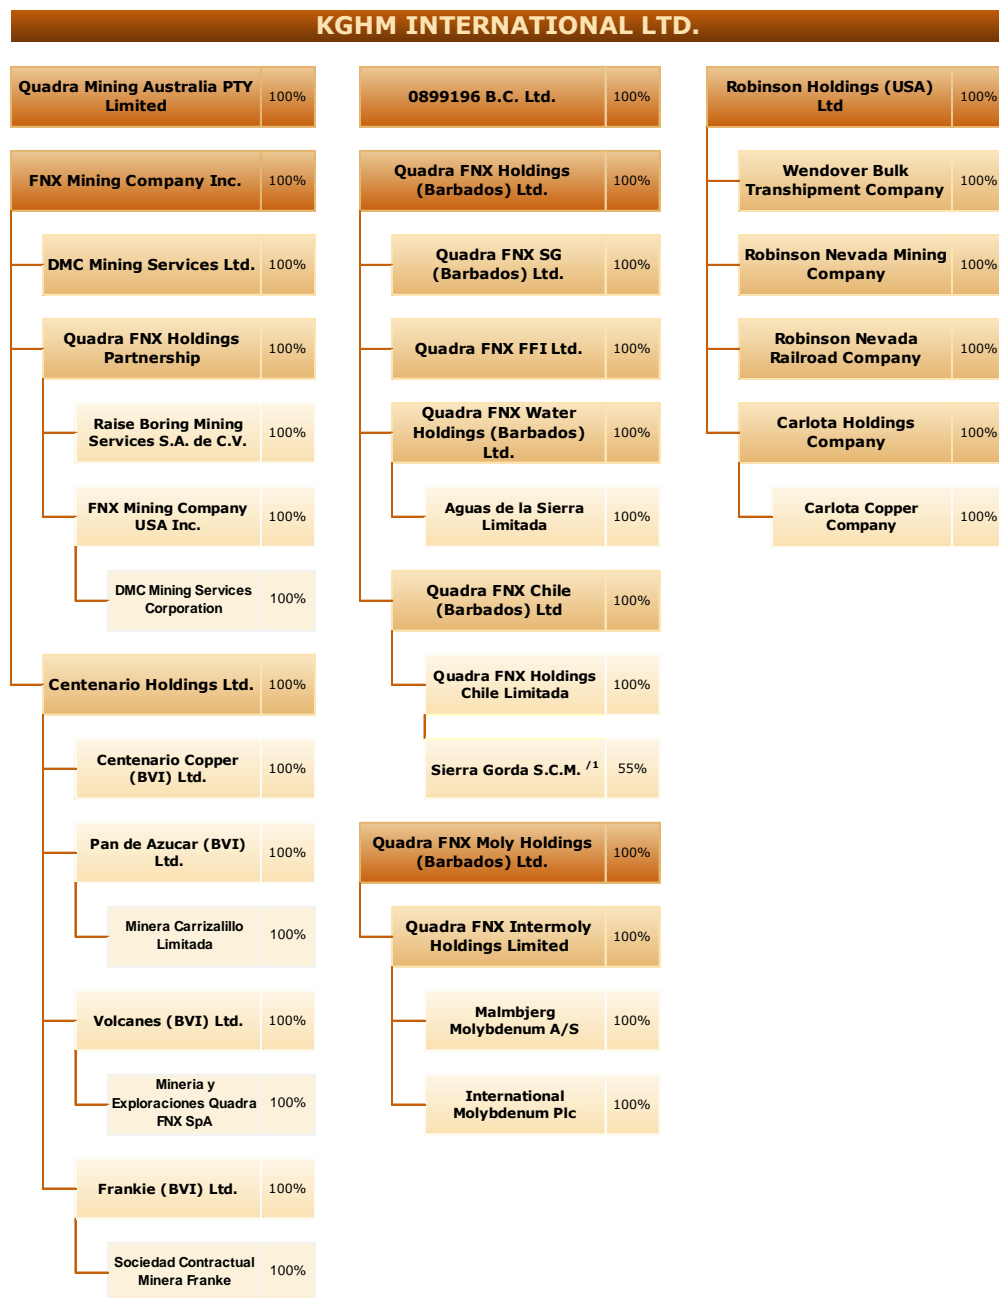 KGHM INTERNATIONAL LTD.
Quadra Mining Australia PTY
Limited
100%
FNX Mining Company Inc.
100%
DMC Mining Services Ltd.
100%
Quadra FNX Holdings
Partnership
100%
Raise Boring Mining
Services S.A. de C.V.
100%
FNX Mining Company
USA Inc.
100%
DMC Mining Services
Corporation
100%
Centenario Holdings Ltd.
100%
Centenario Copper
(BVI) Ltd.
100%
Pan de Azucar (BVI)
Ltd.
100%
Minera Carrizalillo
Limitada
100%
Volcanes (BVI) Ltd.
100%
Mineria y
Exploraciones Quadra
FNX SpA
100%
Frankie (BVI) Ltd.
100%
Sociedad Contractual
Minera Franke
100%
0899196 B.C. Ltd.
100%
Quadra FNX Holdings
(Barbados) Ltd.
100%
Quadra FNX SG
(Barbados) Ltd.
100%
Quadra FNX FFI Ltd.
100%
Quadra FNX Water
Holdings (Barbados)
Ltd.
100%
Aguas de la Sierra
Limitada
100%
Quadra FNX Chile
(Barbados) Ltd
100%
Quadra FNX Holdings
Chile Limitada
100%
Sierra Gorda S.C.M. /1
55%
Quadra FNX Moly Holdings
(Barbados) Ltd.
100%
Quadra FNX Intermoly
Holdings Limited
100%
Malmbjerg
Molybdenum A/S
100%
International
Molybdenum Plc
100%
Robinson Holdings (USA)
Ltd
100%
Wendover Bulk
Transhipment Company
100%
Robinson Nevada Mining
Company
100%
Robinson Nevada
Railroad Company
100%
Carlota Holdings
Company
100%
Carlota Copper
Company
100%